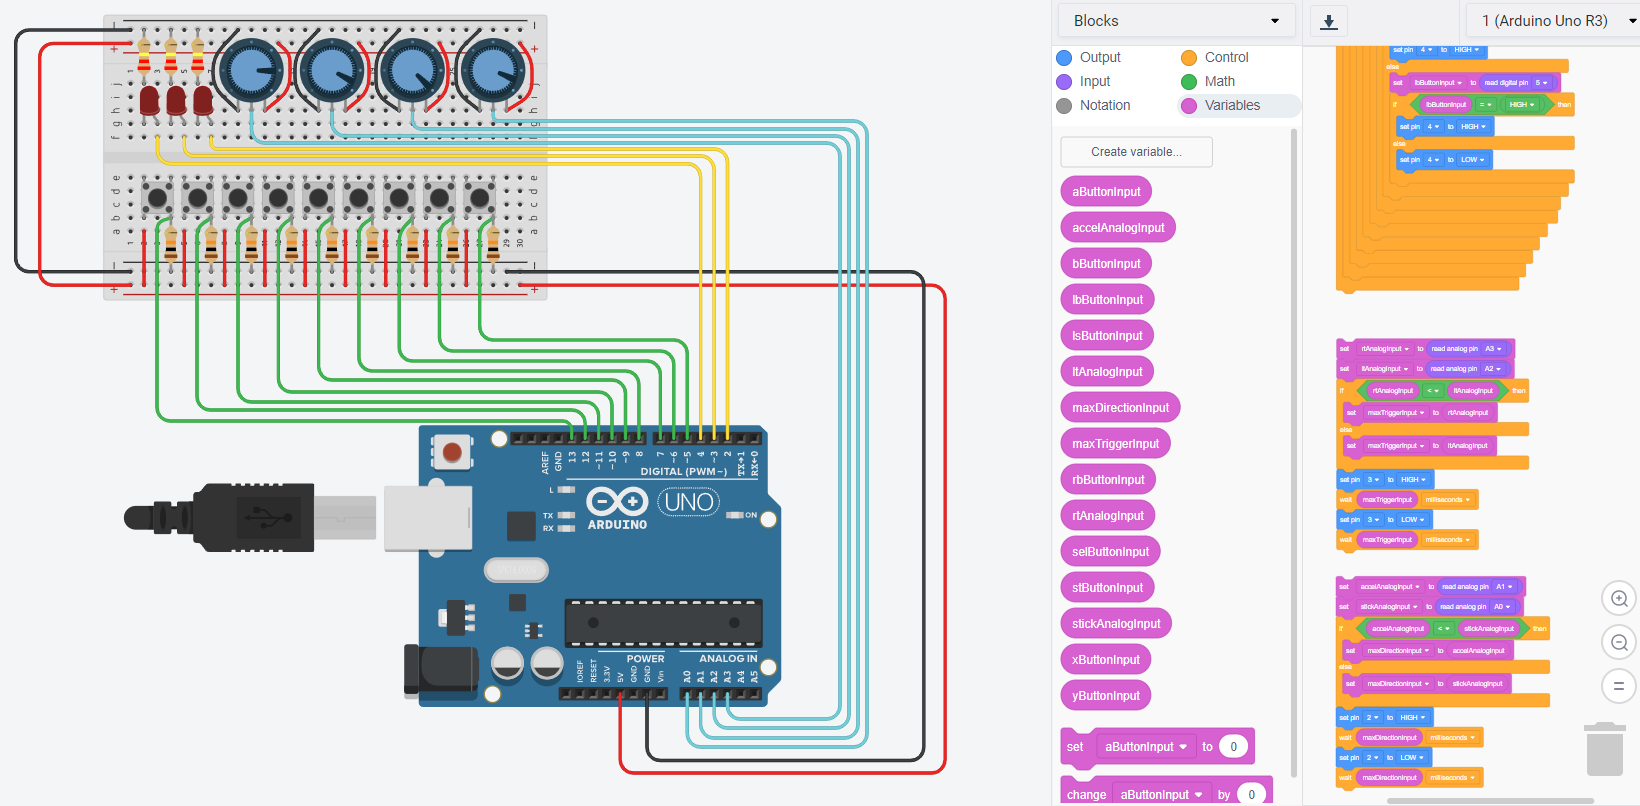 Blocks
1 (Arduino Uno R3)
Output
Control
Input
Math
Notation
Variables
Create variable...
aButtonInput
accelAnalogInput
bButtonInput
lbButtonInput
lsButtonInput
ltAnalogInput
maxDirectionInput
maxTriggerInput
rbButtonInput
rtAnalogInput
selButtonInput
stButtonInput
stickAnalogInput
xButtonInput
yButtonInput
set aButtonInput to 0
change aButtonInput by 0
set pin 4 to HIGH
else
set lbButtonInput to read digital pin 5
if lbButtonInput = HIGH then
set pin 4 to HIGH
else
set pin 4 to LOW
set rtAnalogInput to read analog pin A3
set ltAnalogInput to read analog pin A2
if rtAnalogInput < ltAnalogInput then
set maxTriggerInput to rtAnalogInput
else
set maxTriggerInput to ltAnalogInput
set pin 3 to HIGH
wait maxTriggerInput milliseconds
set pin 3 to LOW
wait maxTriggerInput milliseconds
set accelAnalogInput to read analog pin A1
set stickAnalogInput to read analog pin A0
if accelAnalogInput < stickAnalogInput then
set maxDirectionInput to accelAnalogInput
else
set maxDirectionInput to stickAnalogInput
set pin 2 to HIGH
wait maxDirectionInput milliseconds
set pin 2 to LOW
wait maxDirectionInput milliseconds
j
i
h
g
f
e
d
c
b
a
1
29
30
AREF
GND
13
12
~11
~10
~9
8
7
~6
~5
4
~3
2
TX→1
RX←0
DIGITAL (PWM~)
L
TX
RX
ARDUINO
UNO
ON
POWER
ANALOG IN
IOREF
RESET
3.3V
5V
GND
GND
Vin
A0
A1
A2
A3
A4
A5